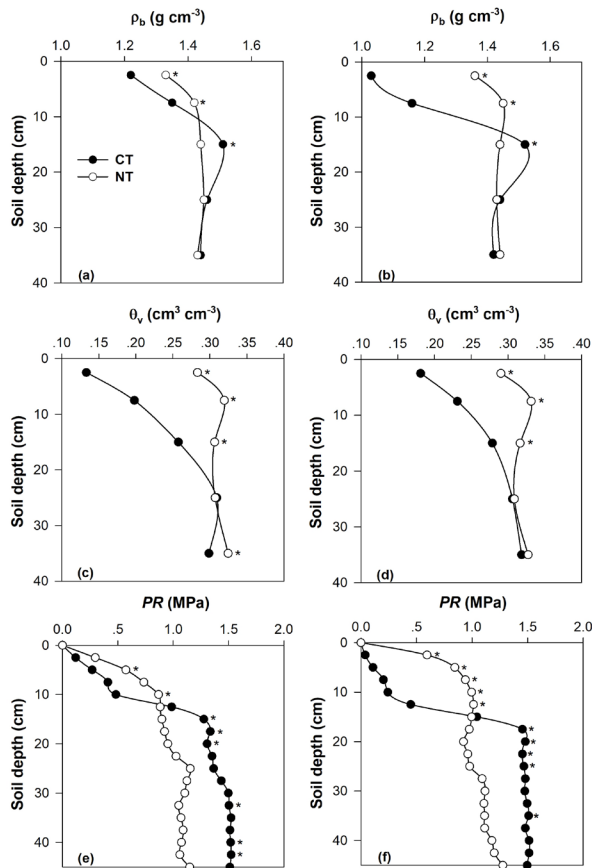 ρb (g cm-3)
1.0 1.2 1.4 1.6
0
10
20
30
40
Soil depth (cm)
*
*
*
CT
NT
(a)
ρb (g cm-3)
1.0 1.2 1.4 1.6
0
10
20
30
40
Soil depth (cm)
*
*
*
(b)
θv (cm3 cm-3)
.10 .15 .20 .25 .30 .35 .40
0
10
20
30
40
Soil depth (cm)
*
*
*
*
(c)
θv (cm3 cm-3)
.10 .15 .20 .25 .30 .35 .40
0
10
20
30
40
Soil depth (cm)
*
*
*
(d)
PR (MPa)
0.0 .5 1.0 1.5 2.0
0
10
20
30
40
Soil depth (cm)
*
*
*
*
*
*
*
*
(e)
PR (MPa)
0.0 .5 1.0 1.5 2.0
0
10
20
30
40
Soil depth (cm)
*
*
*
*
*
*
*
*
*
*
(f)